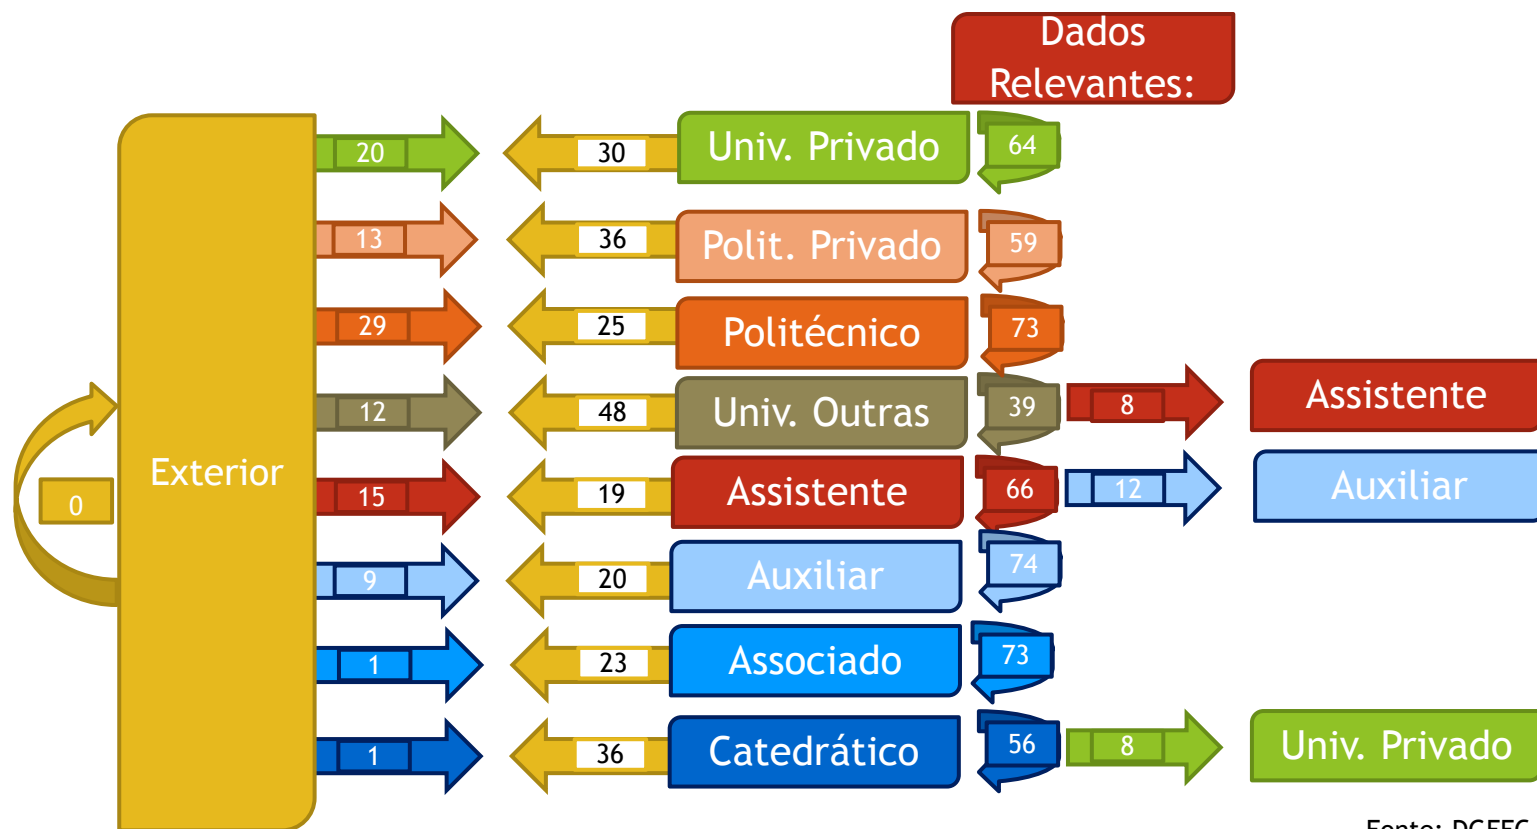 Dados
Relevantes:
20 30 Univ. Privado 64
13 36 Polit. Privado 59
29 25 Politécnico 73
12 48 Univ. Outras 39 8 Assistente
Exterior
0
15 19 Assistente 66 12 Auxiliar
9 20 Auxiliar 74
1 23 Associado 73
1 36 Catedrático 56 8 Univ. Privado